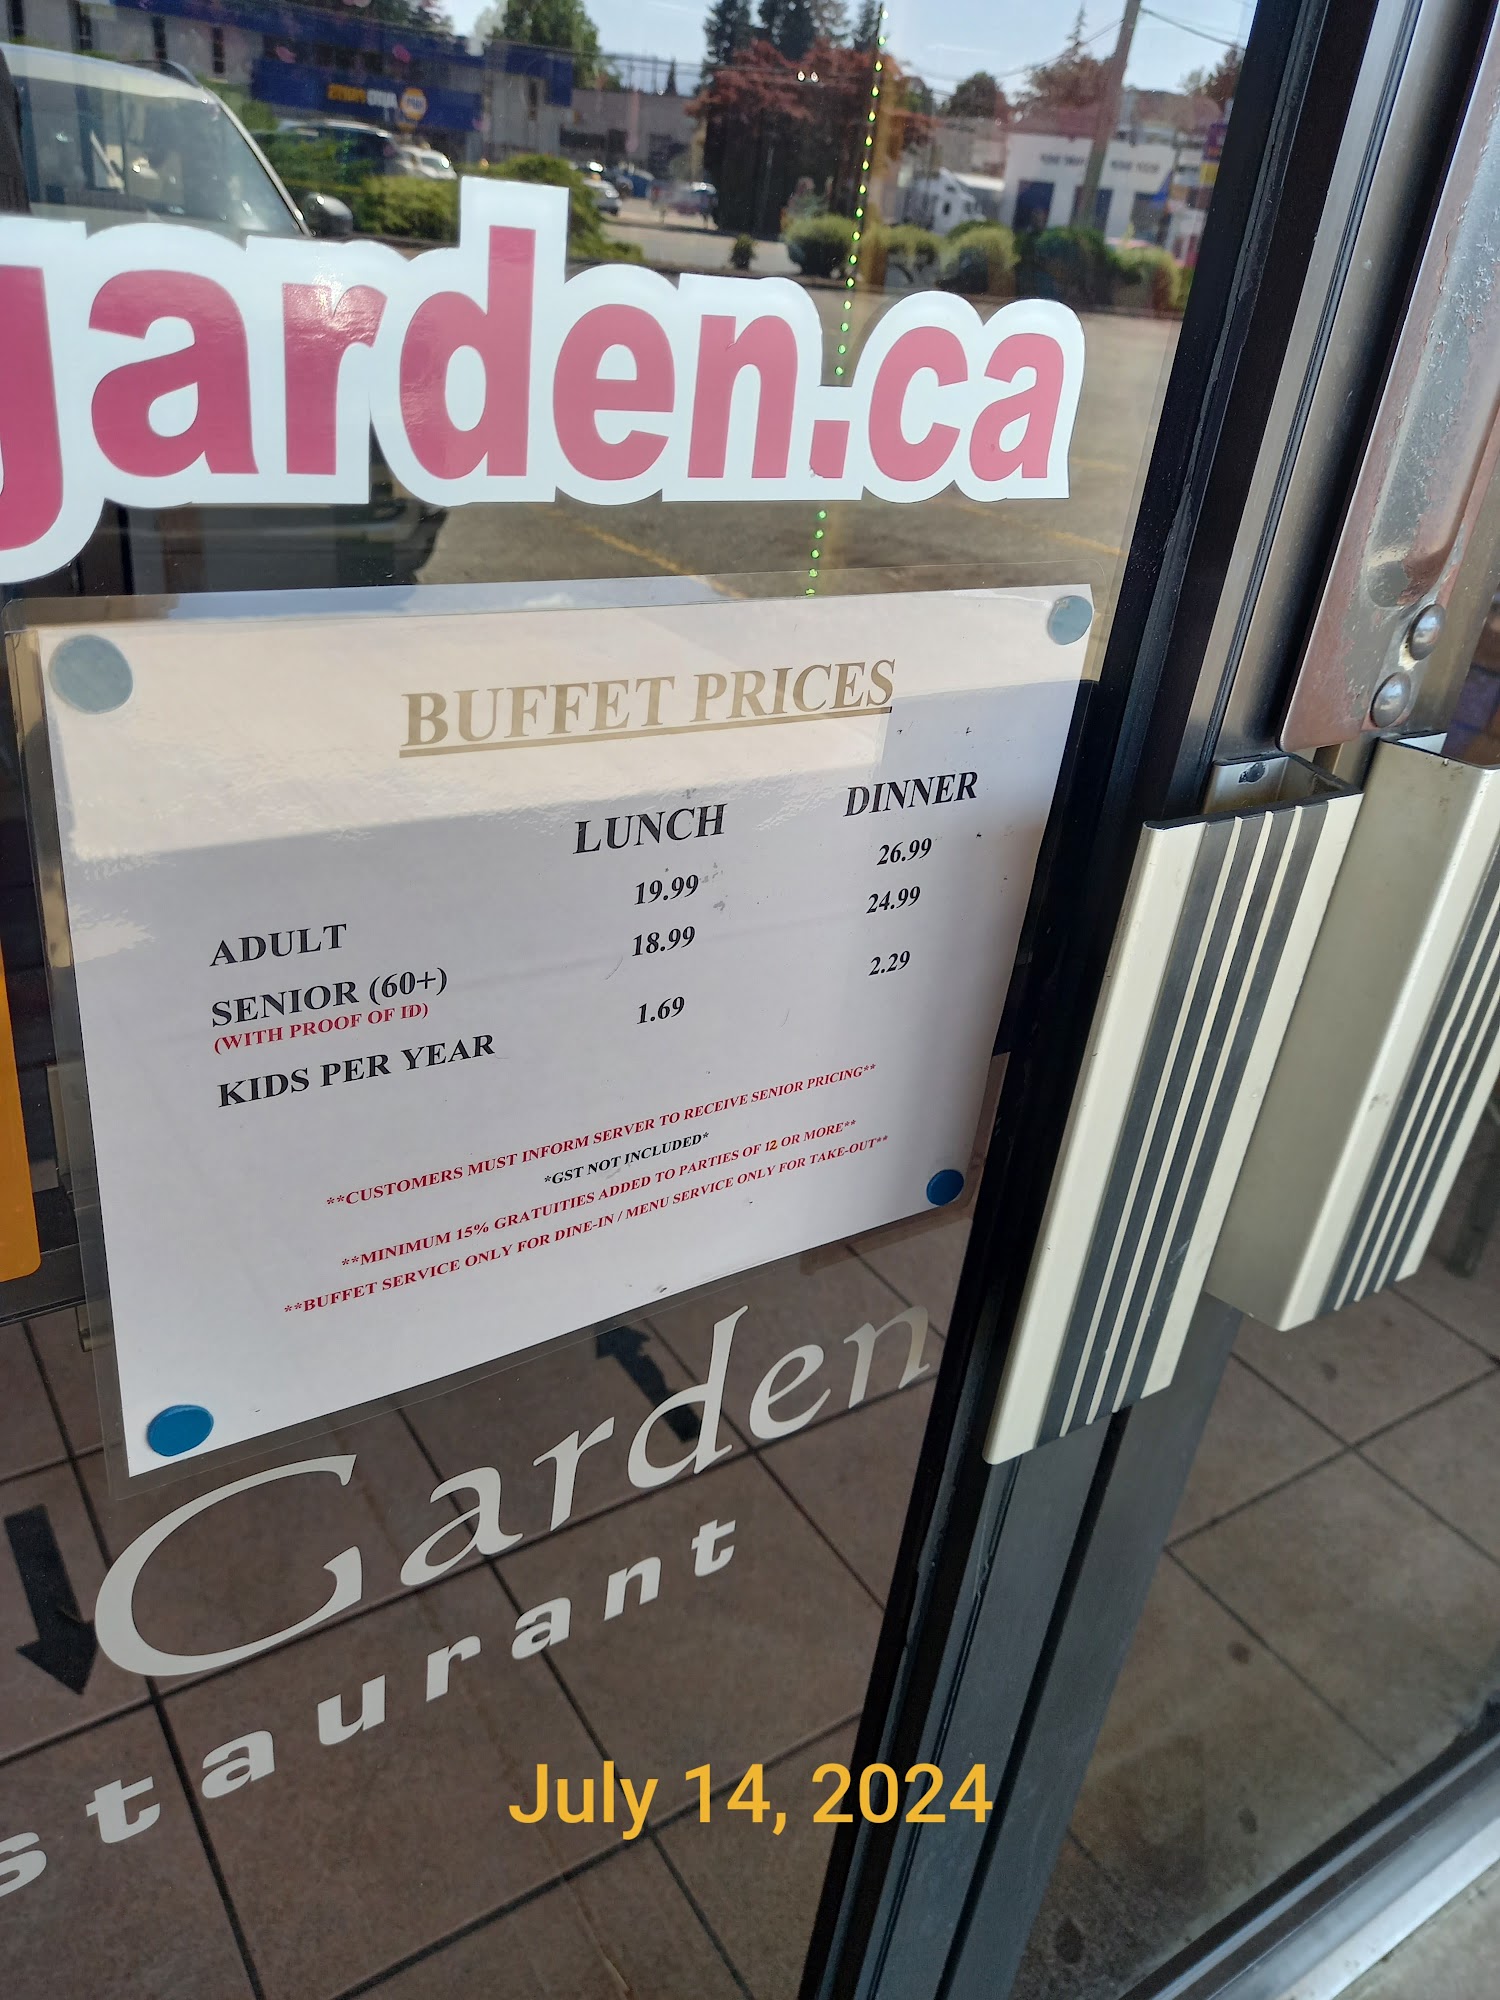 garden.ca
BUFFET PRICES
LUNCH DINNER
ADULT 19.99 26.99
SENIOR (60+) 18.99 24.99
(WITH PROOF OF ID)
KIDS PER YEAR 1.69 2.29
**CUSTOMERS MUST INFORM SERVER TO RECEIVE SENIOR PRICING**
*GST NOT INCLUDED*
**MINIMUM 15% GRATUITIES ADDED TO PARTIES OF 12 OR MORE**
**BUFFET SERVICE ONLY FOR DINE-IN / MENU SERVICE ONLY FOR TAKE-OUT**
Garden
staurant
July 14, 2024